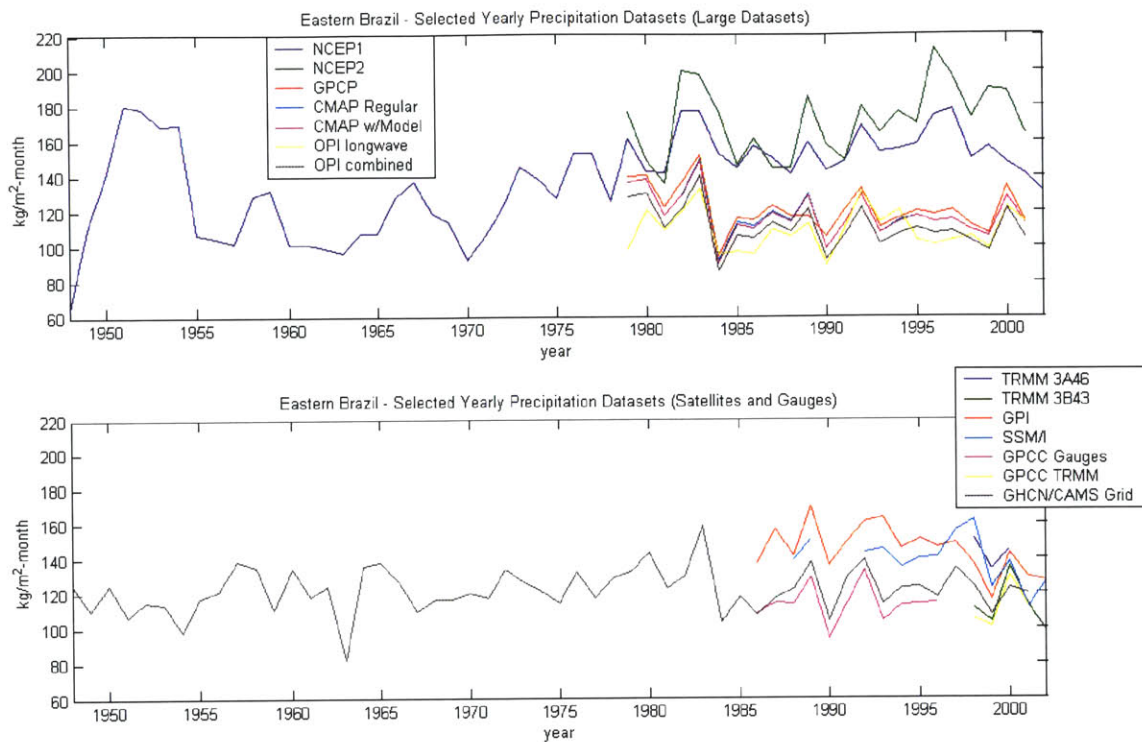 Eastern Brazil - Selected Yearly Precipitation Datasets (Large Datasets)
220
200
180
160
140
120
100
80
60
kg/m²-month
NCEP1
NCEP2
GPCP
CMAP Regular
CMAP w/Model
OPI longwave
OPI combined
1950 1955 1960 1965 1970 1975 1980 1985 1990 1995 2000
year
Eastern Brazil - Selected Yearly Precipitation Datasets (Satellites and Gauges)
220
200
180
160
140
120
100
80
60
kg/m²-month
TRMM 3A46
TRMM 3B43
GPI
SSM/I
GPCC Gauges
GPCC TRMM
GHCN/CAMS Grid
1950 1955 1960 1965 1970 1975 1980 1985 1990 1995 2000
year